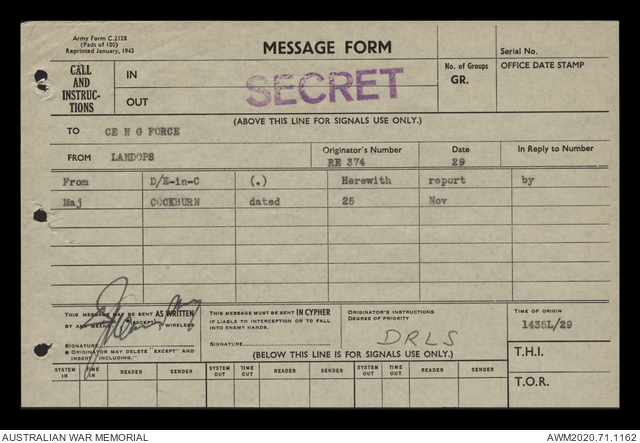 Army Form C.2128
(Pads of 100)
Reprinted January, 1943
MESSAGE FORM
Serial No.
CALL AND INSTRUC- TIONS
IN
OUT
SECRET
No. of Groups
GR.
OFFICE DATE STAMP
(ABOVE THIS LINE FOR SIGNALS USE ONLY.)
TO CE N G FORCE
FROM LANDOPS
Originator's Number
RE 374
Date
29
In Reply to Number
From D/E-in-C (.) Herewith report by
Maj COCKBURN dated 25 Nov
THIS MESSAGE MAY BE SENT AS WRITTEN
BY ANY MEANS (EXCEPT) WIRELESS
SIGNATURE
ORIGINATOR MAY DELETE "EXCEPT" AND
INSERT "INCLUDING."
THIS MESSAGE MUST BE SENT IN CYPHER
IF LIABLE TO INTERCEPTION OR TO FALL
INTO ENEMY HANDS.
SIGNATURE
ORIGINATOR'S INSTRUCTIONS
DEGREE OF PRIORITY
DRLS
TIME OF ORIGIN
1435L/29
(BELOW THIS LINE IS FOR SIGNALS USE ONLY.)
T.H.I.
T.O.R.
SYSTEM IN TIME IN READER SENDER SYSTEM OUT TIME OUT READER SENDER SYSTEM OUT TIME OUT READER SENDER
AUSTRALIAN WAR MEMORIAL
AWM2020.71.1162